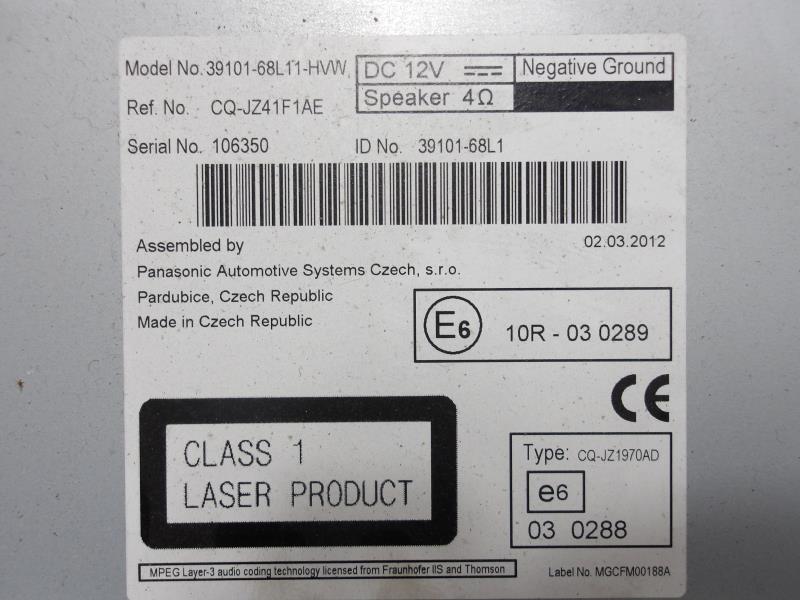 Model No. 39101-68L11-HVW
DC 12V
Negative Ground
Ref. No. CQ-JZ41F1AE
Speaker 4Ω
Serial No. 106350
ID No. 39101-68L1
Assembled by
02.03.2012
Panasonic Automotive Systems Czech, s.r.o.
Pardubice, Czech Republic
Made in Czech Republic
E6
10R - 03 0289
CE
CLASS 1
LASER PRODUCT
Type: CQ-JZ1970AD
e6
03 0288
MPEG Layer-3 audio coding technology licensed from Fraunhofer IIS and Thomson
Label No. MGCFM00188A